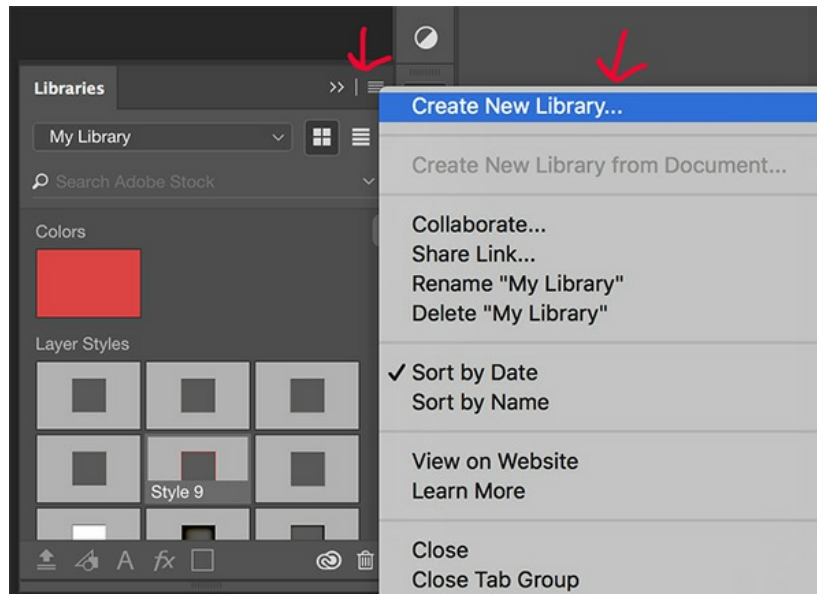 Libraries
My Library
Search Adobe Stock
Colors
Layer Styles
Style 9
A fx
Create New Library...
Create New Library from Document...
Collaborate...
Share Link...
Rename "My Library"
Delete "My Library"
✓ Sort by Date
Sort by Name
View on Website
Learn More
Close
Close Tab Group